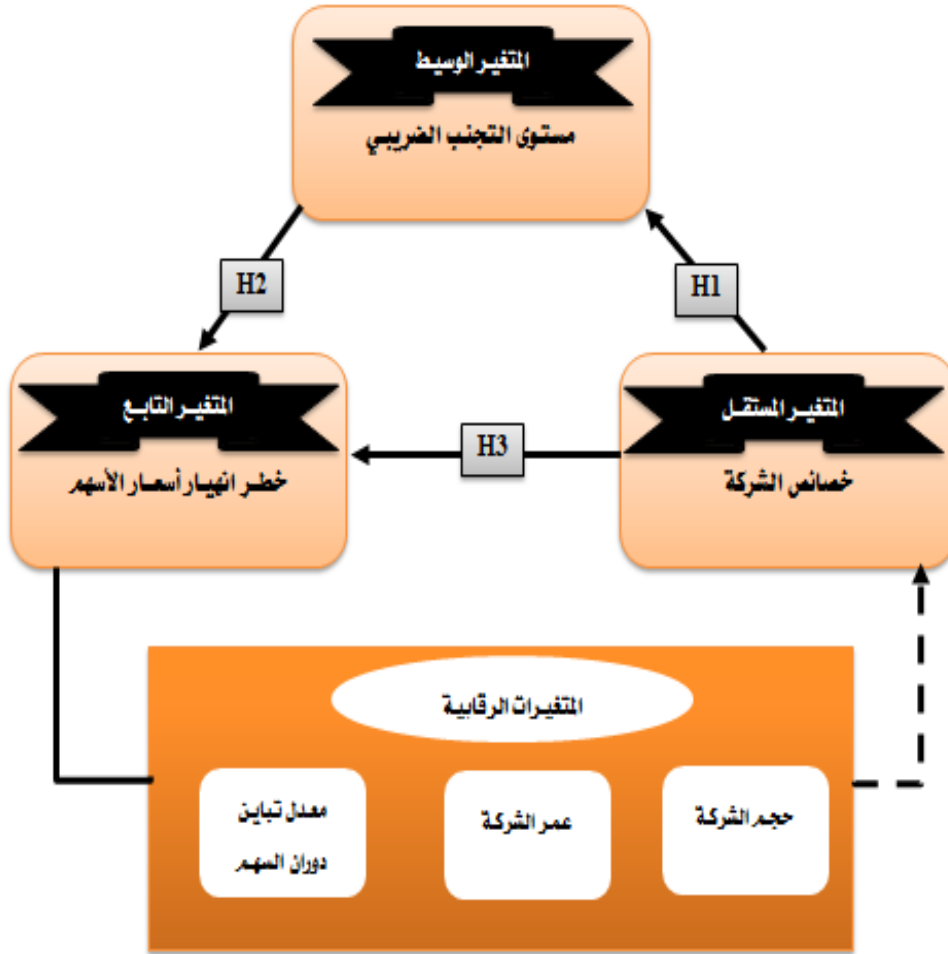 المتغير الوسيط
مستوى التجنب الضريبي
H2
H1
المتغير المستقل
خصائص الشركة
H3
المتغير التابع
خطر انهيار أسعار الأسهم
المتغيرات الرقابية
حجم الشركة
عمر الشركة
معدل تباين
دوران السهم